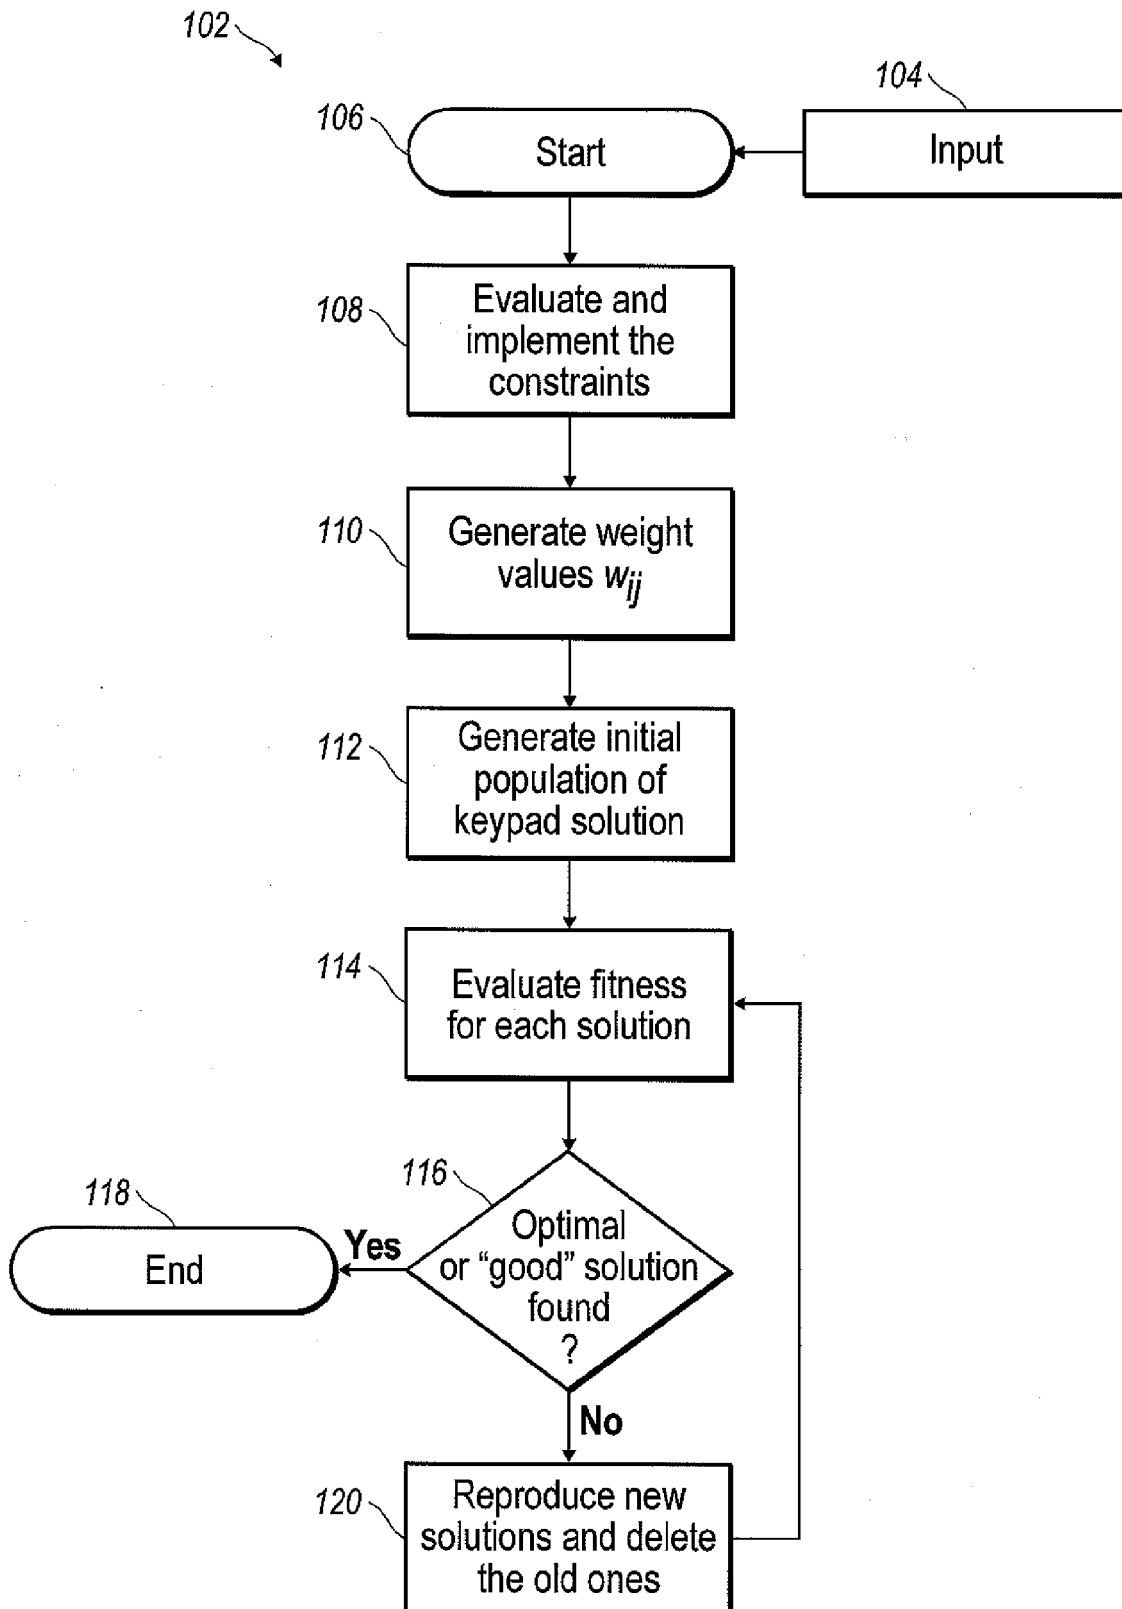 102
104
106
Start
Input
108
Evaluate and
implement the
constraints
110
Generate weight
values wij
112
Generate initial
population of
keypad solution
114
Evaluate fitness
for each solution
116
118
Optimal
or “good” solution
found
?
Yes
End
No
120
Reproduce new
solutions and delete
the old ones